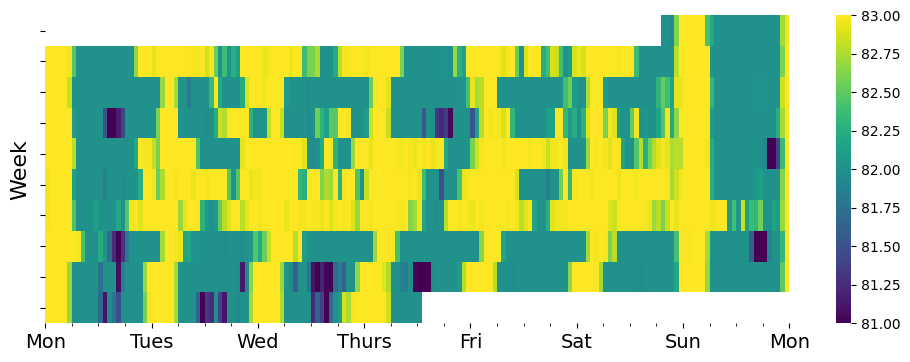 Week
Mon
Tues
Wed
Thurs
Fri
Sat
Sun
Mon
83.00
82.75
82.50
82.25
82.00
81.75
81.50
81.25
81.00